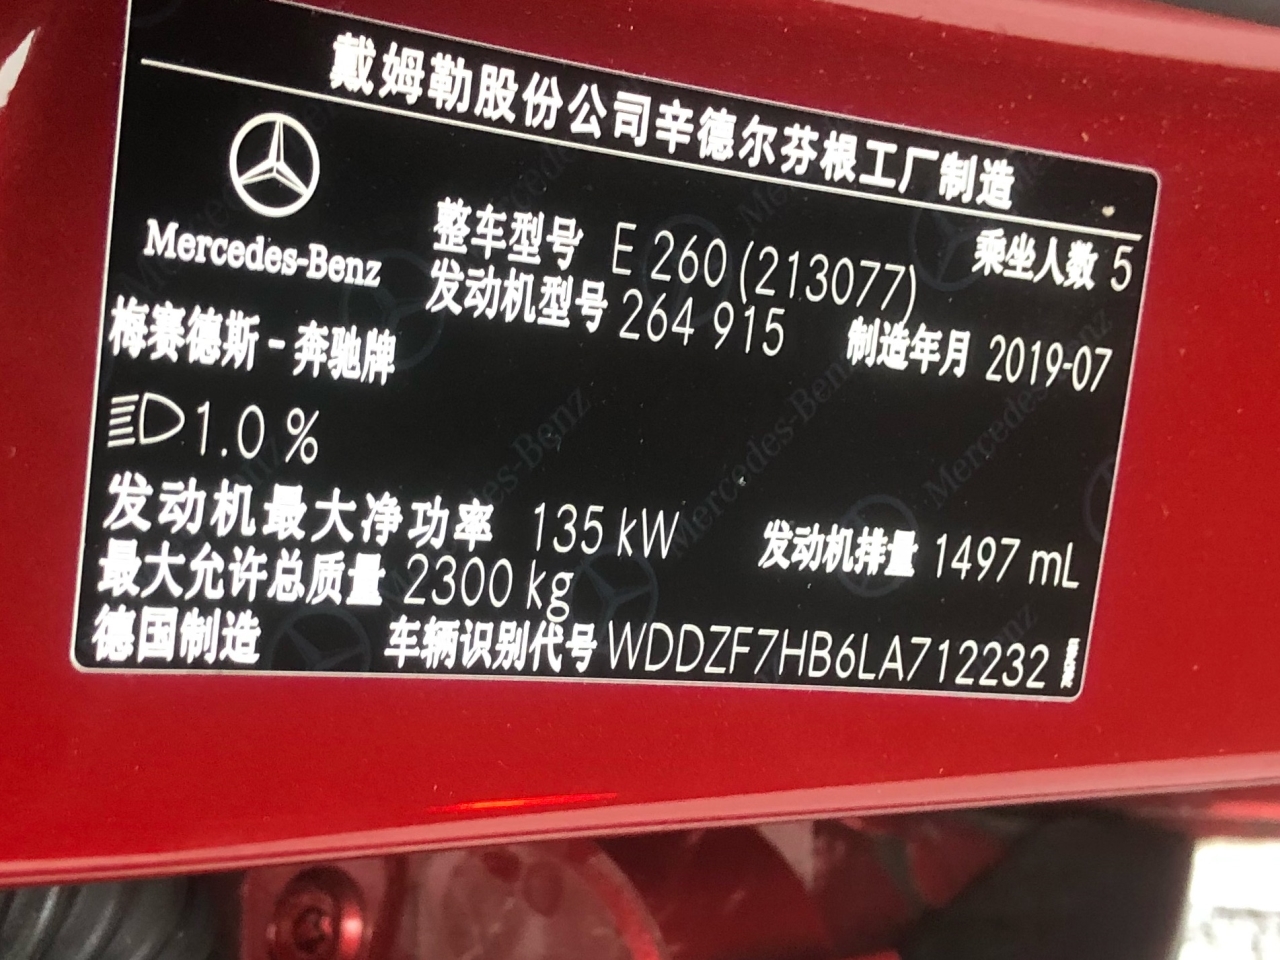 戴姆勒股份公司辛德尔芬根工厂制造
Mercedes-Benz
整车型号 E 260 (213077) 乘坐人数 5
发动机型号 264 915 制造年月 2019-07
梅赛德斯-奔驰牌
1.0 %
发动机最大净功率 135 kW 发动机排量 1497 mL
最大允许总质量 2300 kg
德国制造 车辆识别代号 WDDZF7HB6LA712232